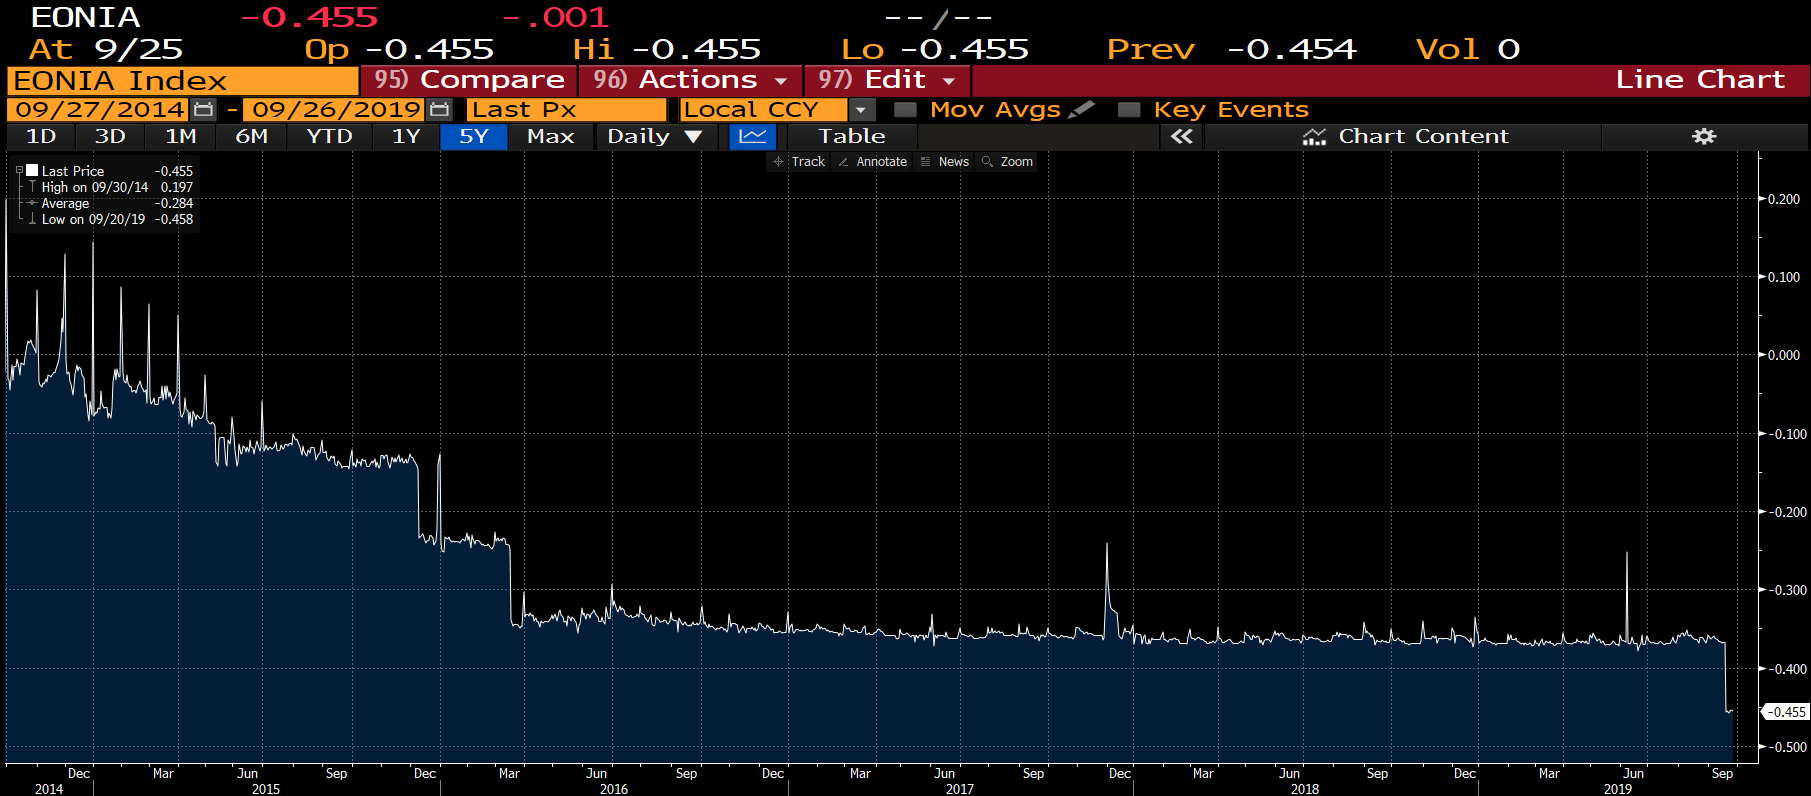 EONIA -0.455 -.001 --/--
At 9/25 Op -0.455 Hi -0.455 Lo -0.455 Prev -0.454 Vol 0
EONIA Index 95) Compare 96) Actions 97) Edit Line Chart
09/27/2014 - 09/26/2019 Last Px Local CCY Mov Avgs Key Events
1D 3D 1M 6M YTD 1Y 5Y Max Daily ▼ Table « Chart Content
Track Annotate News Zoom
Last Price -0.455
High on 09/30/14 0.197
Average -0.284
Low on 09/20/19 -0.458
0.200
0.100
0.000
-0.100
-0.200
-0.300
-0.400
-0.455
-0.500
Dec Mar Jun Sep Dec Mar Jun Sep Dec Mar Jun Sep Dec Mar Jun Sep Dec Mar Jun Sep
2014 2015 2016 2017 2018 2019